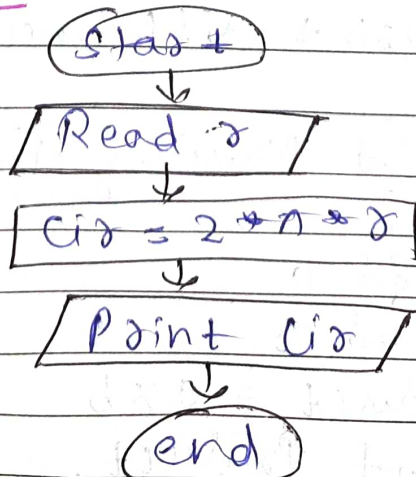 Start
Read r
Cir = 2 * π * r
Print Cir
end